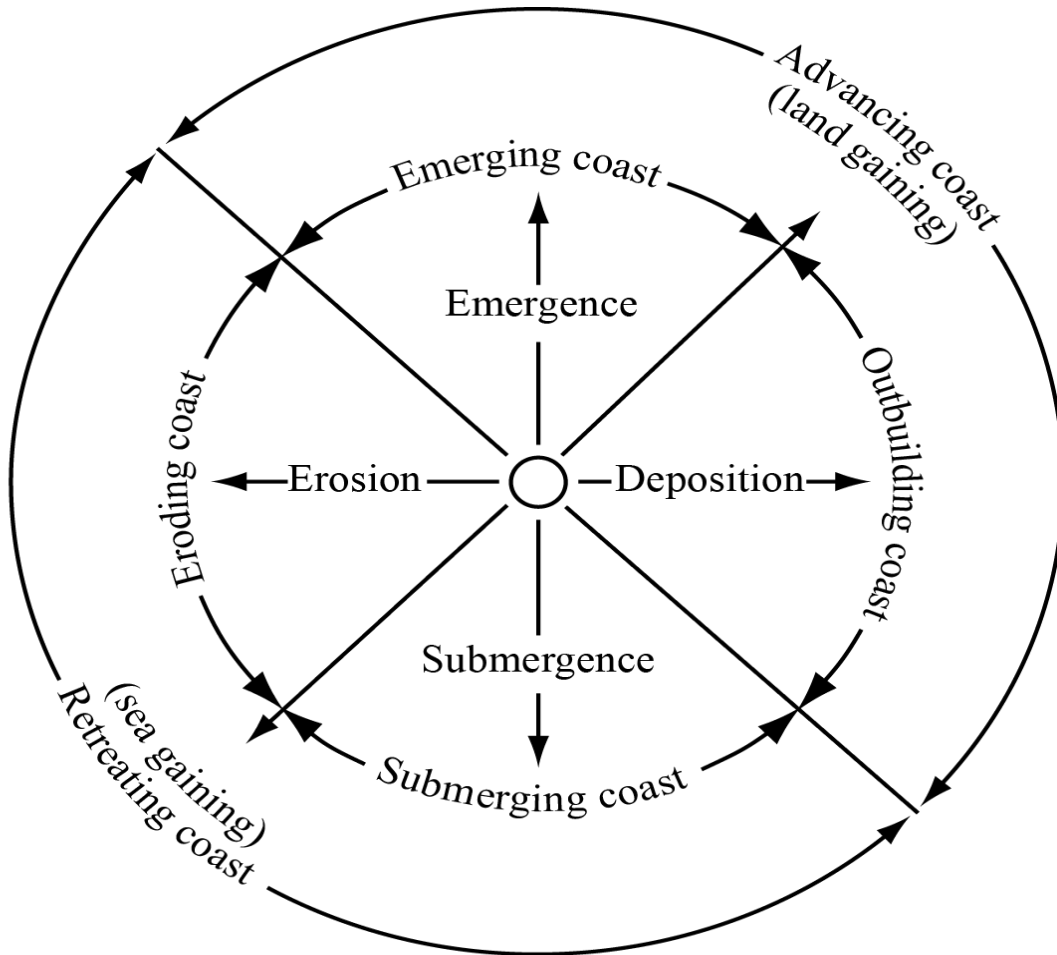 Advancing coast
(land gaining)
Emerging coast
Emergence
Eroding coast
Outbuilding coast
Erosion
Deposition
Submergence
Submerging coast
(sea gaining)
Retreating coast